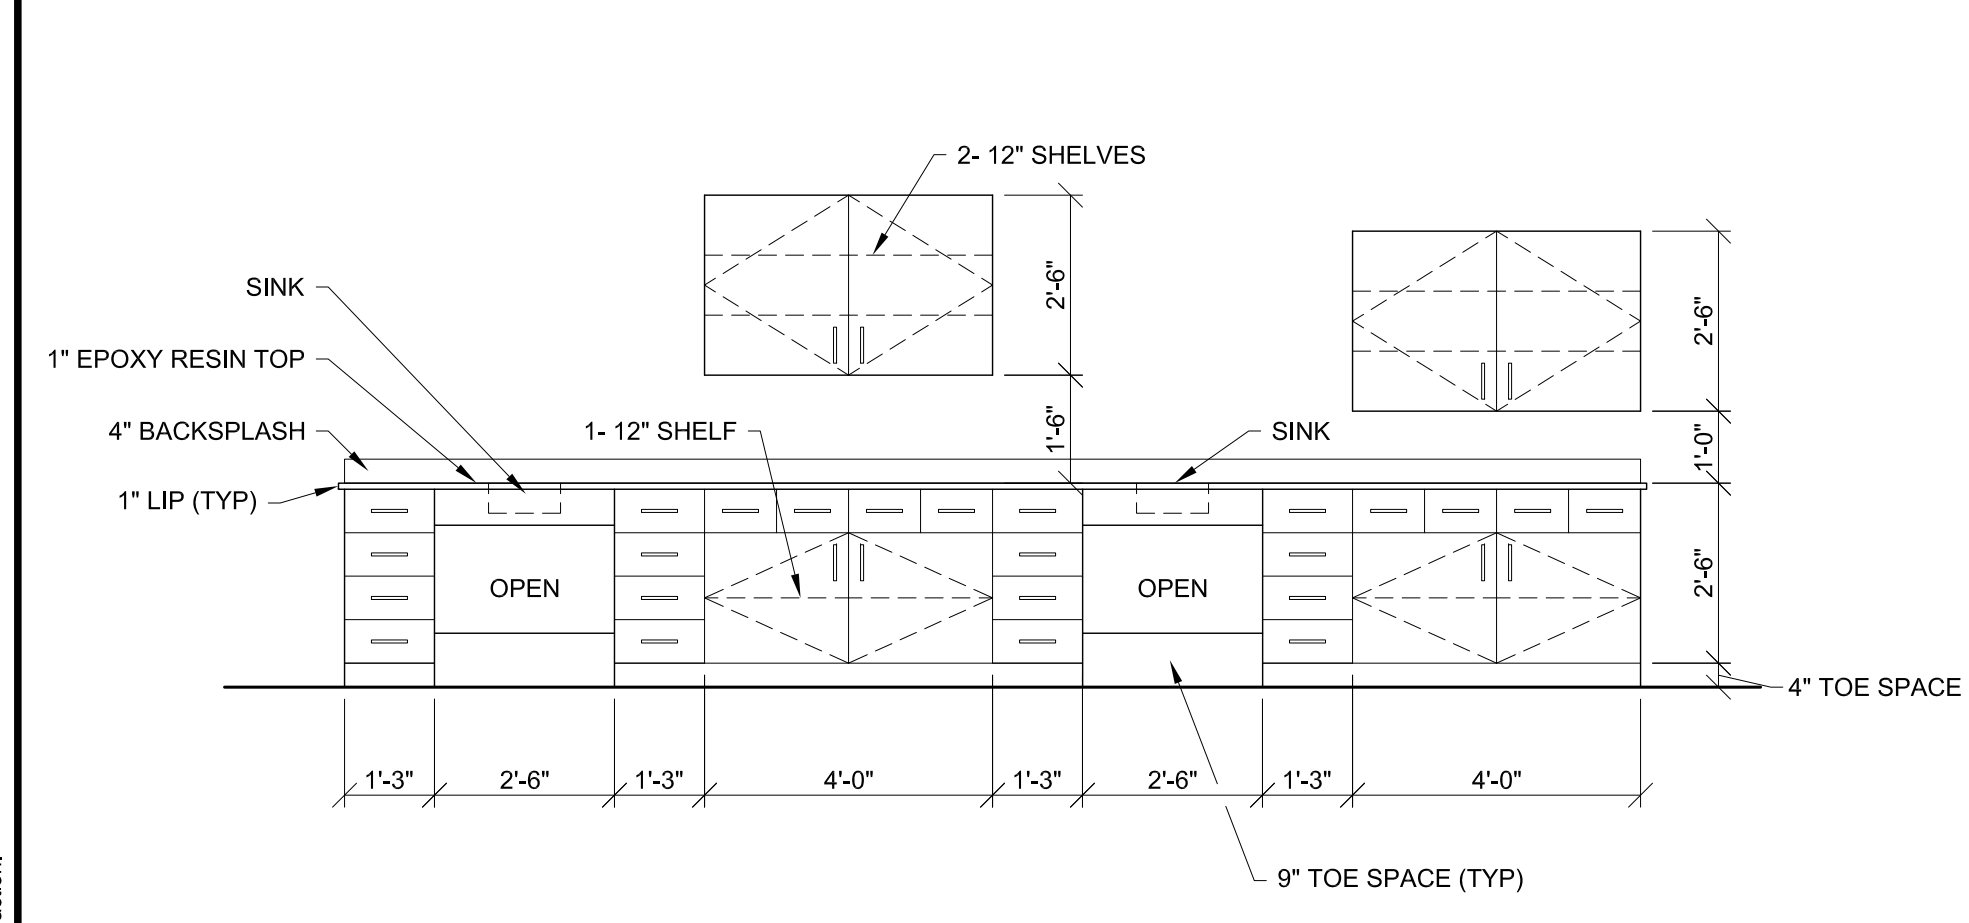 2- 12" SHELVES
SINK
2'-6"
2'-6"
1" EPOXY RESIN TOP
4" BACKSPLASH
1- 12" SHELF
1'-6"
SINK
1'-0"
1" LIP (TYP)
OPEN
OPEN
2'-6"
4" TOE SPACE
1'-3"
2'-6"
1'-3"
4'-0"
1'-3"
2'-6"
1'-3"
4'-0"
9" TOE SPACE (TYP)